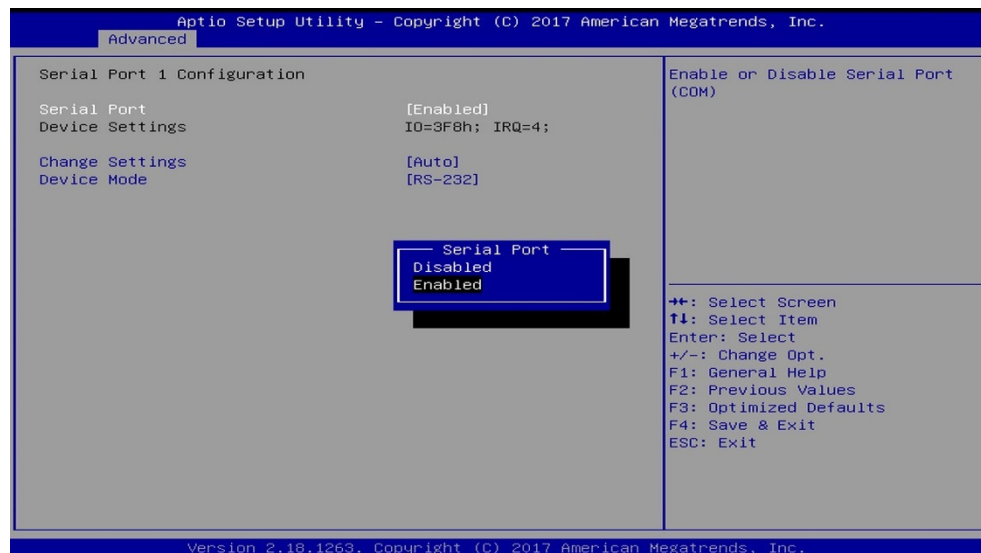 Aptio Setup Utility – Copyright (C) 2017 American Megatrends, Inc.
Advanced
Serial Port 1 Configuration
Serial Port [Enabled]
Device Settings IO=3F8h; IRQ=4;
Change Settings [Auto]
Device Mode [RS-232]
Serial Port
Disabled
Enabled
Enable or Disable Serial Port
(COM)
→←: Select Screen
↑↓: Select Item
Enter: Select
+/-: Change Opt.
F1: General Help
F2: Previous Values
F3: Optimized Defaults
F4: Save & Exit
ESC: Exit
Version 2.18.1263. Copyright (C) 2017 American Megatrends, Inc.